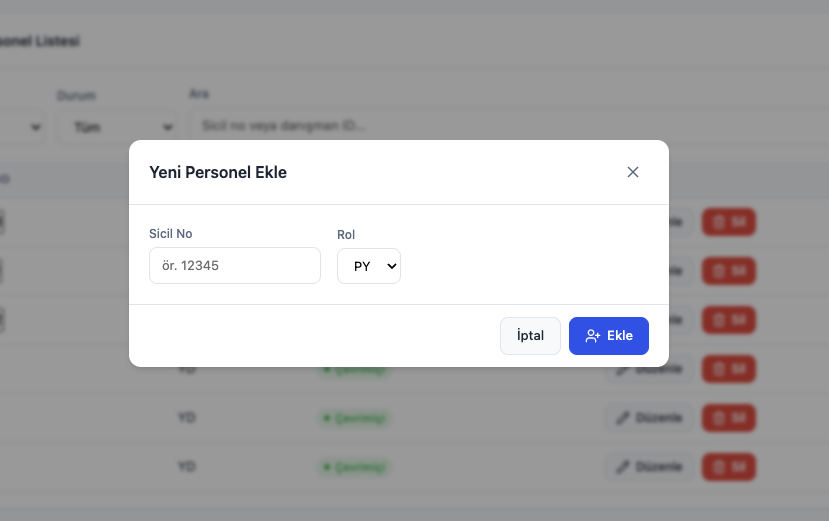 sonel Listesi
Durum
Ara
Tüm
Sicil no veya danışman ID...
Yeni Personel Ekle
Sicil No
Rol
ör. 12345
PY
İptal
Ekle
Sil
Sil
Sil
YD
Çevrimiçi
Düzenle
Sil
YD
Çevrimiçi
Düzenle
Sil
YD
Çevrimiçi
Düzenle
Sil